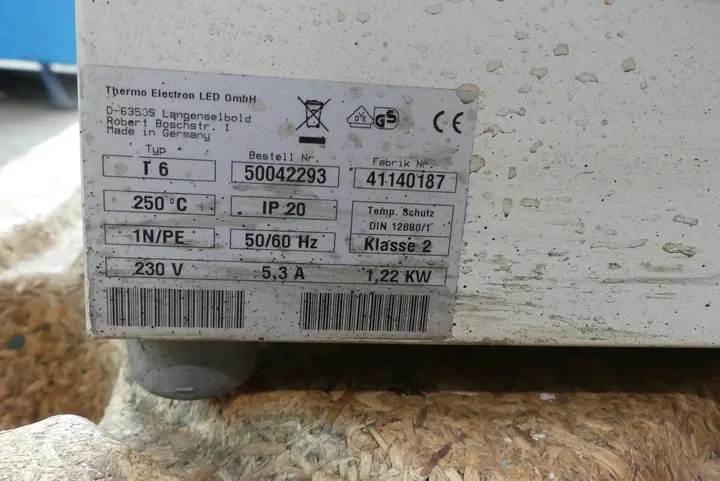 Thermo Electron LED GmbH
D-63505 Langenselbold
Robert Boschstr. 1
Made in Germany
VDE GS CE
Typ Bestell Nr. Fabrik Nr.
T 6 50042293 41140187
250 °C IP 20 Temp. Schutz
DIN 12880/1
1N/PE 50/60 Hz Klasse 2
230 V 5,3 A 1,22 KW